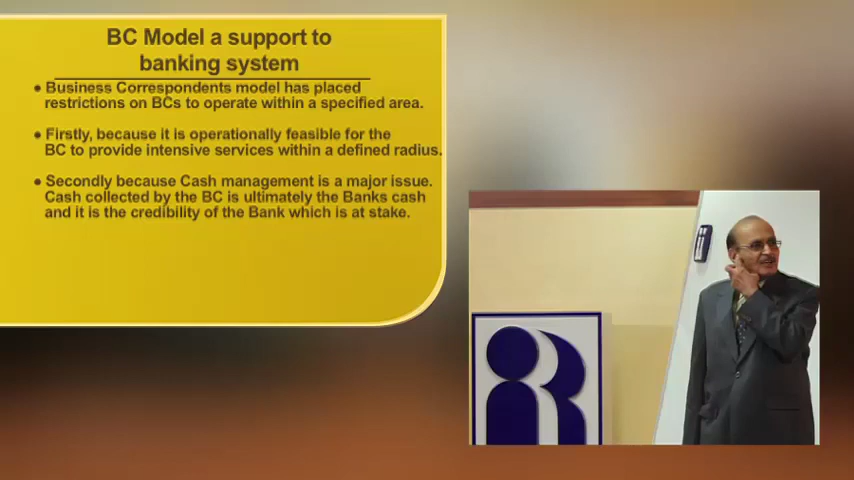 BC Model a support to
banking system
• Business Correspondents model has placed
restrictions on BCs to operate within a specified area.
• Firstly, because it is operationally feasible for the
BC to provide intensive services within a defined radius.
• Secondly because Cash management is a major issue.
Cash collected by the BC is ultimately the Banks cash
and it is the credibility of the Bank which is at stake.